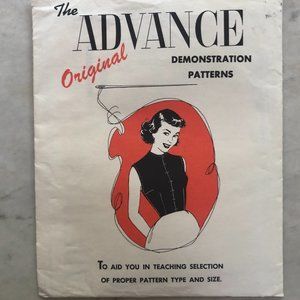 The
ADVANCE
Original
DEMONSTRATION
PATTERNS
TO AID YOU IN TEACHING SELECTION
OF PROPER PATTERN TYPE AND SIZE.